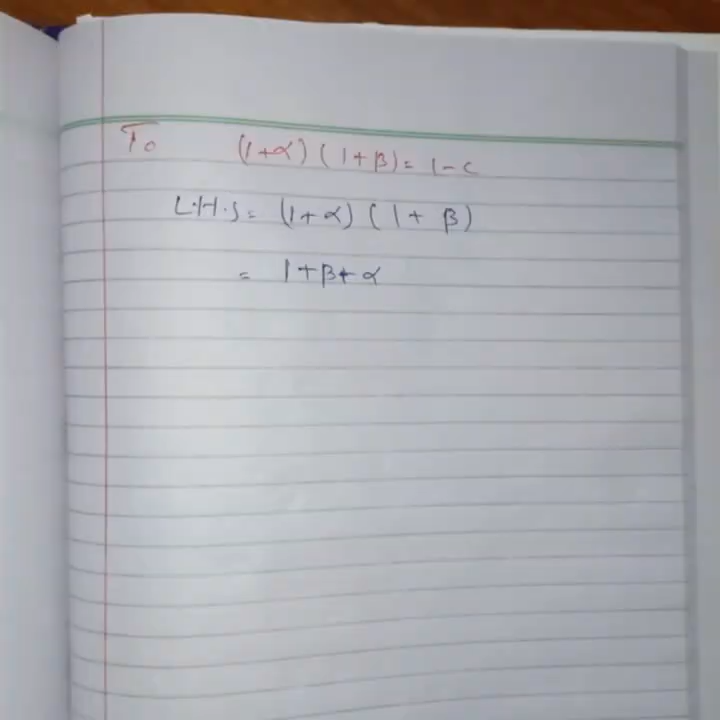 To (1+α) (1+β) = 1-c
L.H.S = (1+α) (1+ β)
= 1+β+α